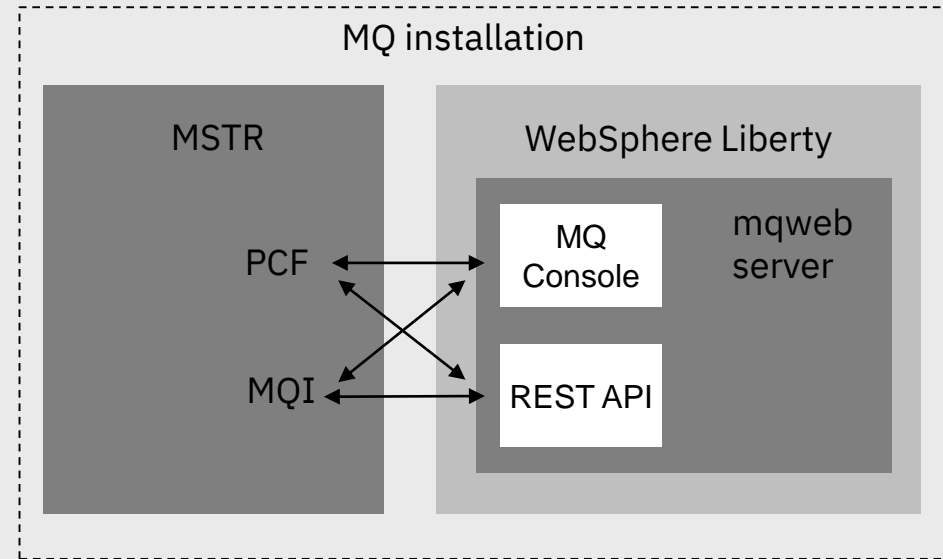 MQ installation
MSTR
WebSphere Liberty
PCF
MQI
MQ
Console
REST API
mqweb
server